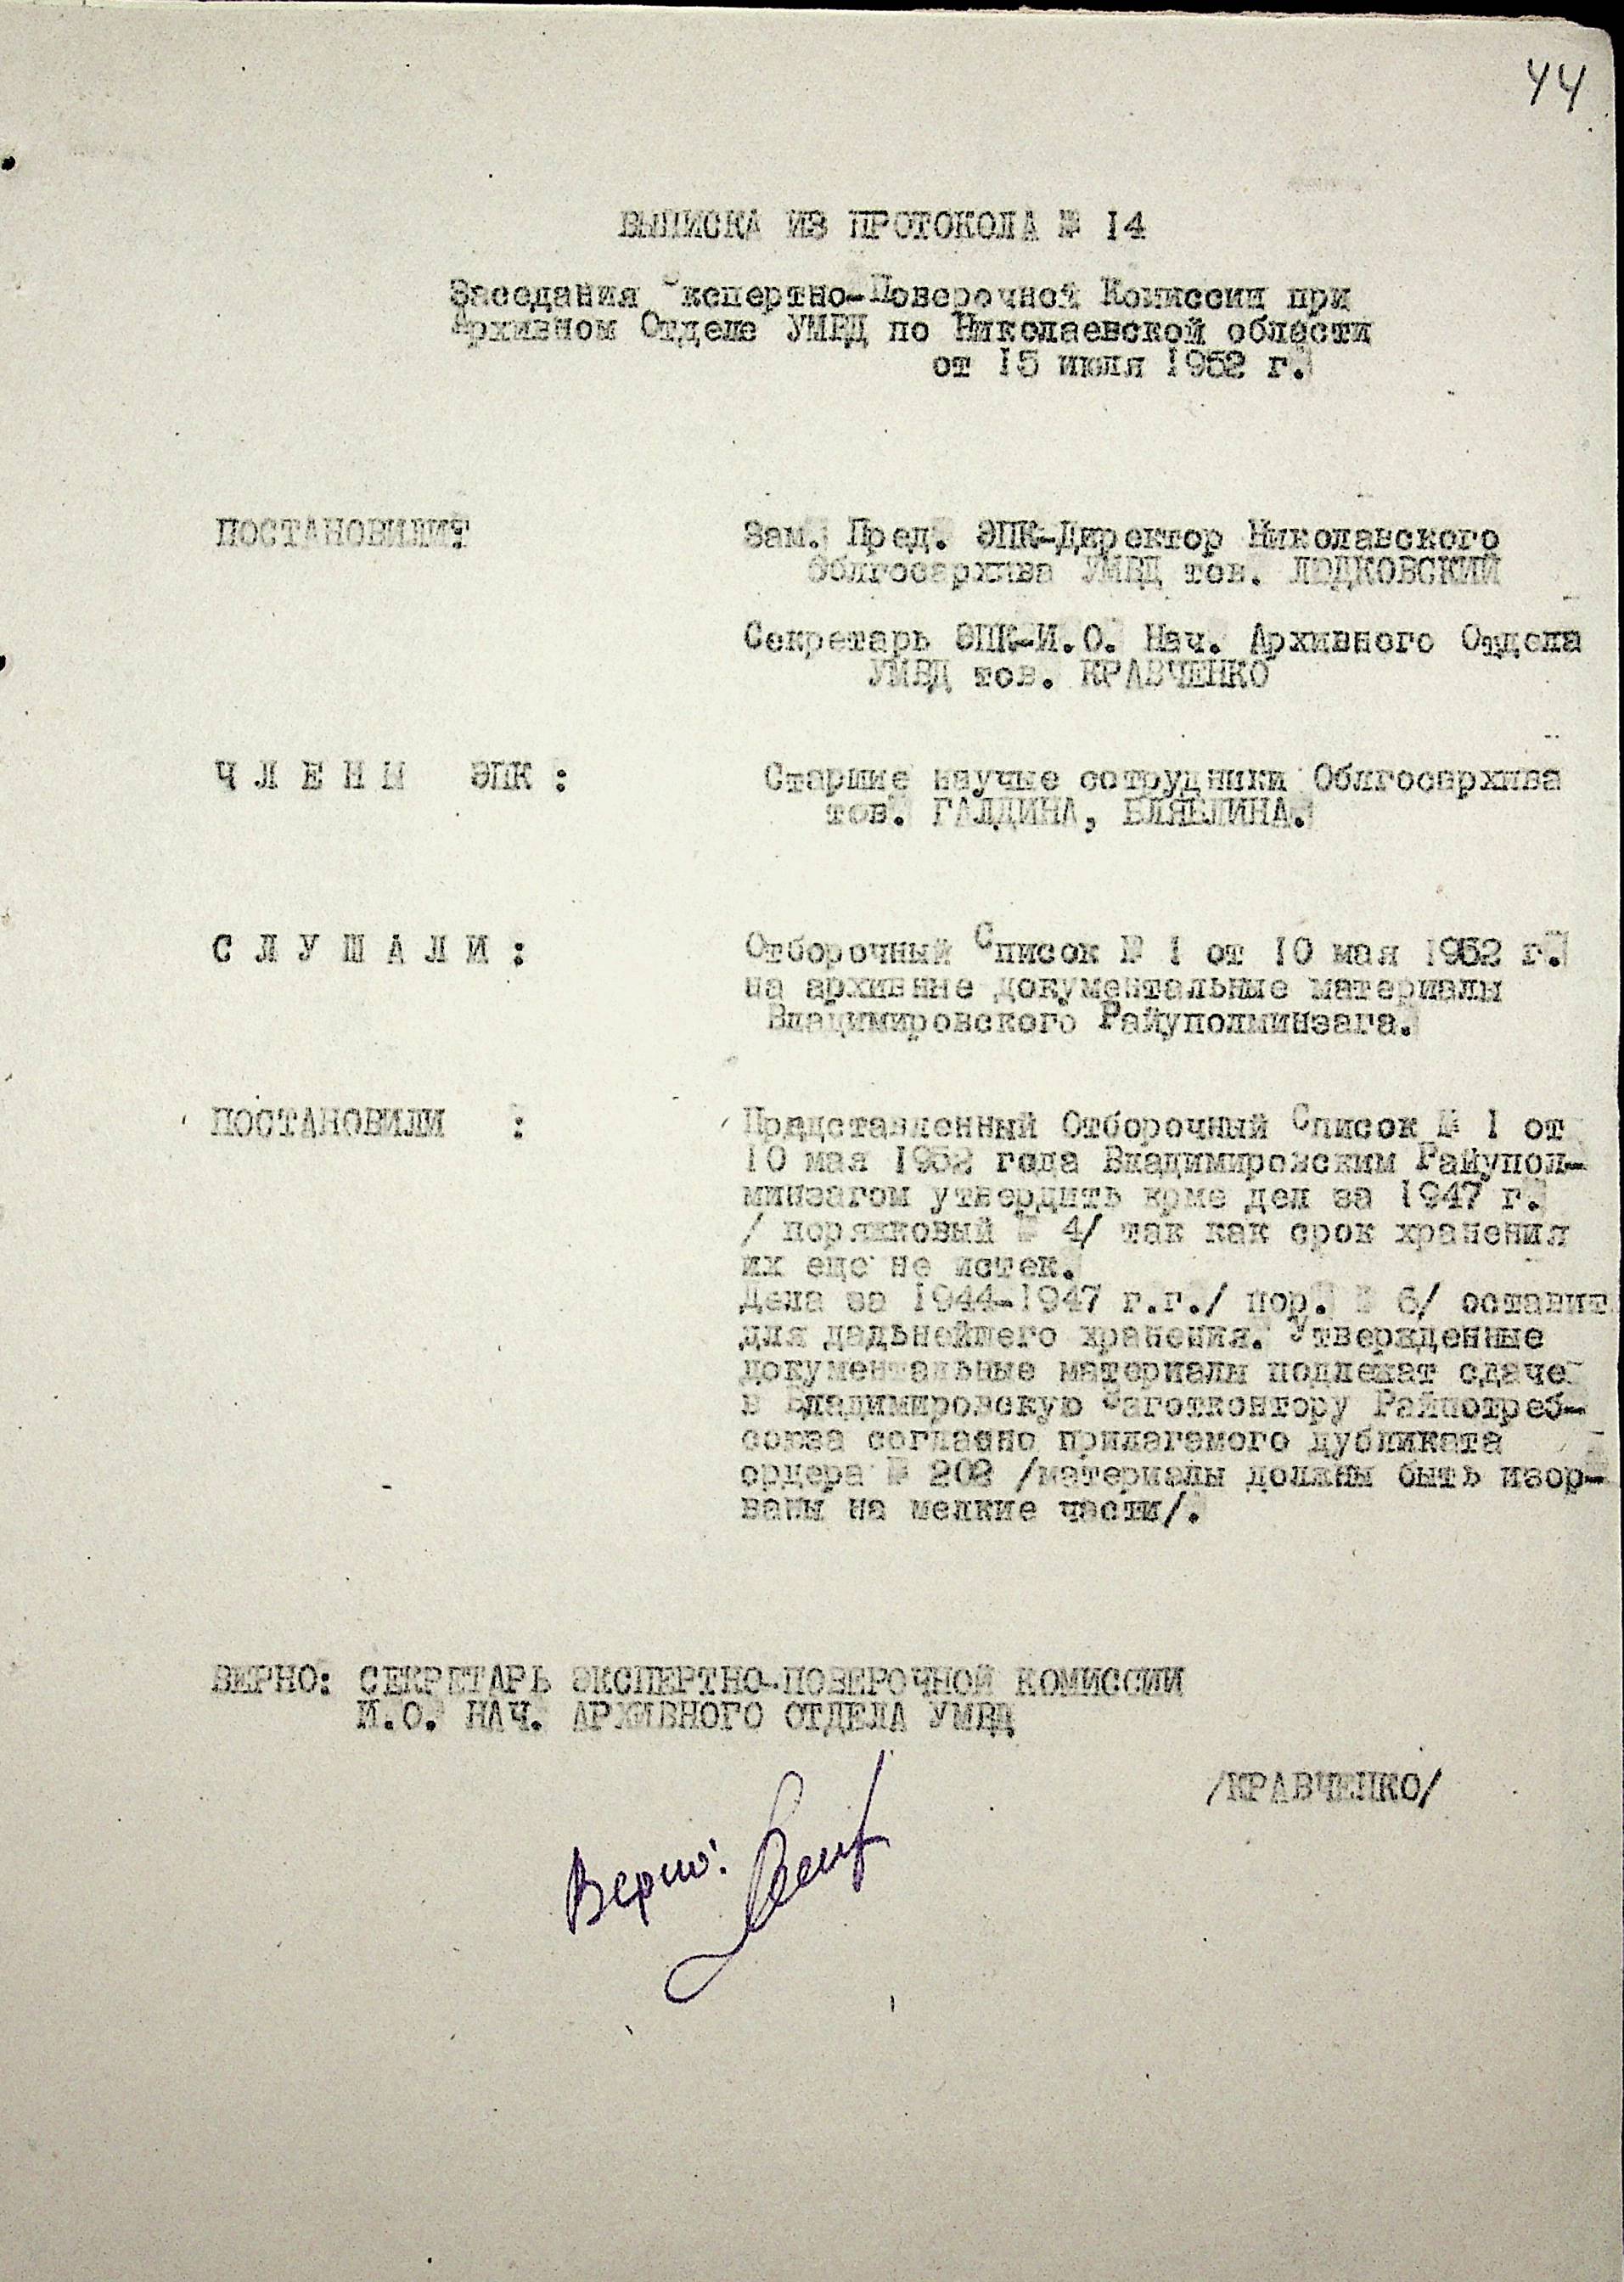 44
ВЫПИСКА ИЗ ПРОТОКОЛА № 14
Заседания Экспертно-Поверочной Комиссии при
Архивном Отделе УМВД по Николаевской области
от 15 июля 1952 г.
ПОСТАНОВИЛИ:
Зам. Пред. ЭПК-Директор Николавского
Облгосархива УМВД тов. ЛЮДКОВСКИЙ
Секретарь ЭПК-И.О. Нач. Архивного Отдела
УМВД тов. КРАВЧЕНКО
ЧЛЕНЫ ЭПК:
Старшие научне сотрудники Облгосархива
тов. ГАЛДИНА, БЛЯБЛИНА.
СЛУШАЛИ:
Отборочный Список № 1 от 10 мая 1952 г.
на архивные документальные материалы
Владимировского Райуполминзага.
ПОСТАНОВИЛИ :
Представленный Отборочный Список № 1 от
10 мая 1952 года Владимировским Райупол-
минзагом утвердить кроме дел за 1947 г.
/ порядковый № 4/ так как срок хранения
их еще не истек.
Дела за 1944-1947 г.г./ пор. № 6/ оставит
для дальнейшего хранения. Утвержденные
документальные материалы подлежат сдаче
в Владимировскую Заготконтору Райпотреб-
союза согласно прилагемого дубликата
ордера № 202 /материалы должны быть изор-
ваны на мелкие части/.
ВЕРНО: СЕКРЕТАРЬ ЭКСПЕРТНО-ПОВЕРОЧНОЙ КОМИССИИ
И.О. НАЧ. АРХИВНОГО ОТДЕЛА УМВД
/КРАВЧЕНКО/
Верно: